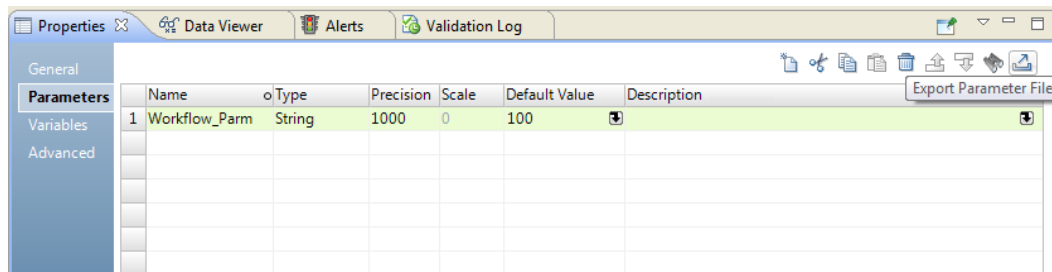 Properties Data Viewer Alerts Validation Log
General
Export Parameter File
Parameters Name Type Precision Scale Default Value Description
Variables 1 Workflow_Parm String 1000 0 100
Advanced